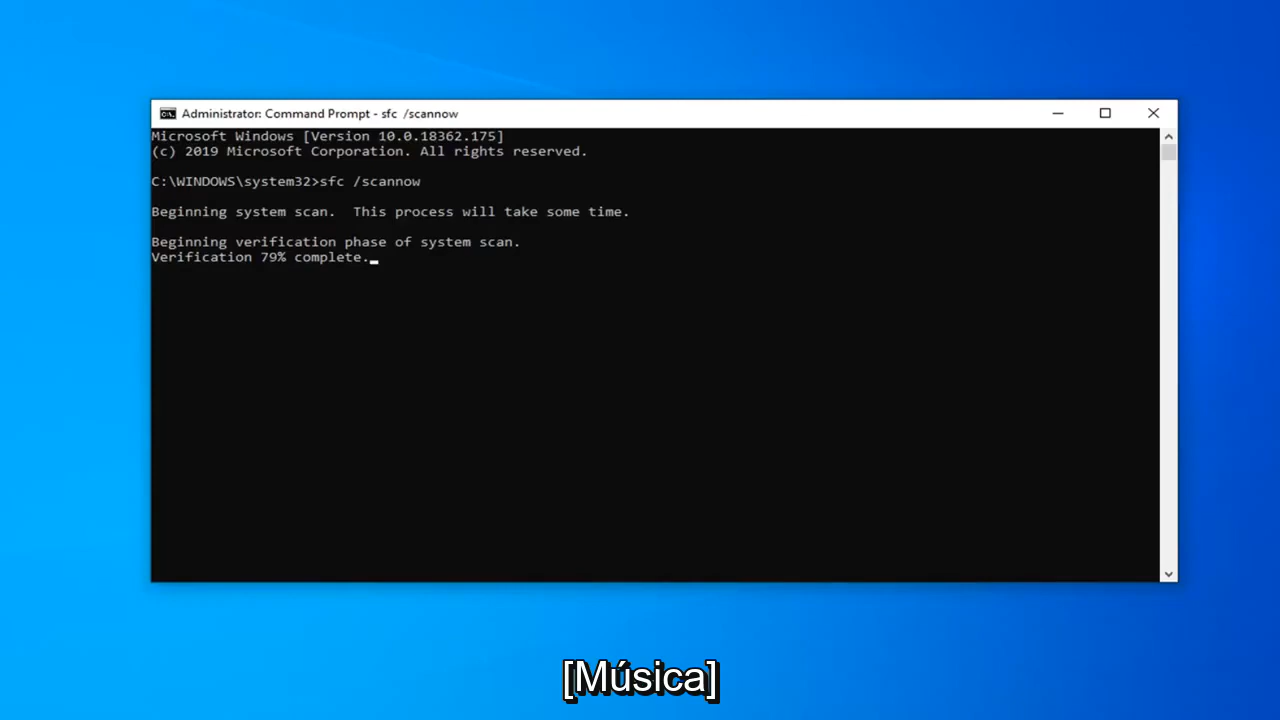 Administrator: Command Prompt - sfc  /scannow
Microsoft Windows [Version 10.0.18362.175]
(c) 2019 Microsoft Corporation. All rights reserved.
C:\WINDOWS\system32>sfc /scannow
Beginning system scan.  This process will take some time.
Beginning verification phase of system scan.
Verification 79% complete.
[Música]